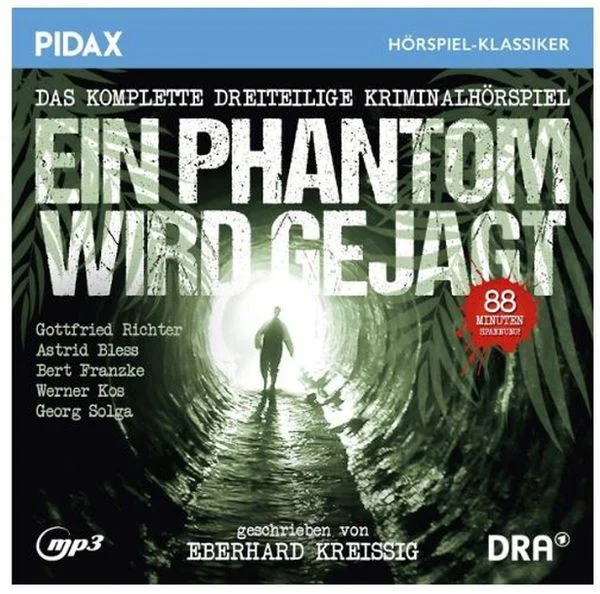 PIDAX
HÖRSPIEL-KLASSIKER
DAS KOMPLETTE DREITEILIGE KRIMINALHÖRSPIEL
EIN PHANTOM
WIRD GEJAGT
88
MINUTEN
SPANNUNG!
Gottfried Richter
Astrid Bless
Bert Franzke
Werner Kos
Georg Solga
geschrieben von
EBERHARD KREISSIG
mp3
DRA